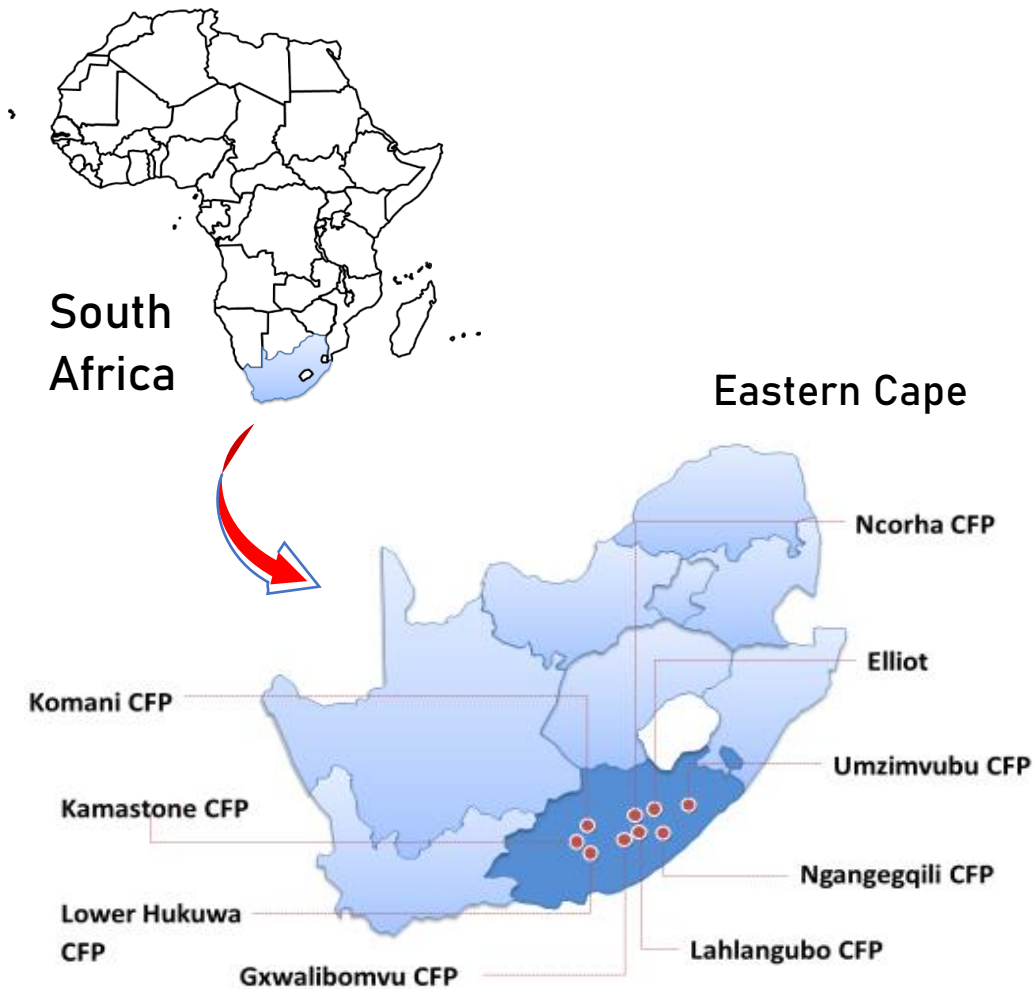 South
Africa
Eastern Cape
Ncorha CFP
Elliot
Komani CFP
Umzimvubu CFP
Kamastone CFP
Ngangegqili CFP
Lower Hukuwa
CFP
Lahlangubo CFP
Gxwalibomvu CFP